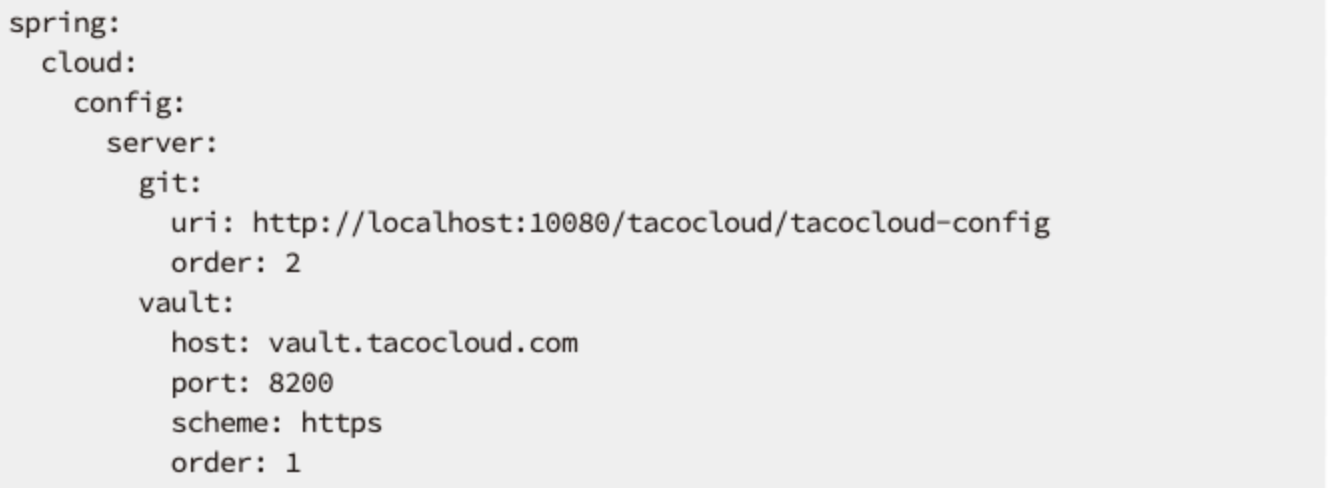 spring:
  cloud:
    config:
      server:
        git:
          uri: http://localhost:10080/tacocloud/tacocloud-config
          order: 2
        vault:
          host: vault.tacocloud.com
          port: 8200
          scheme: https
          order: 1